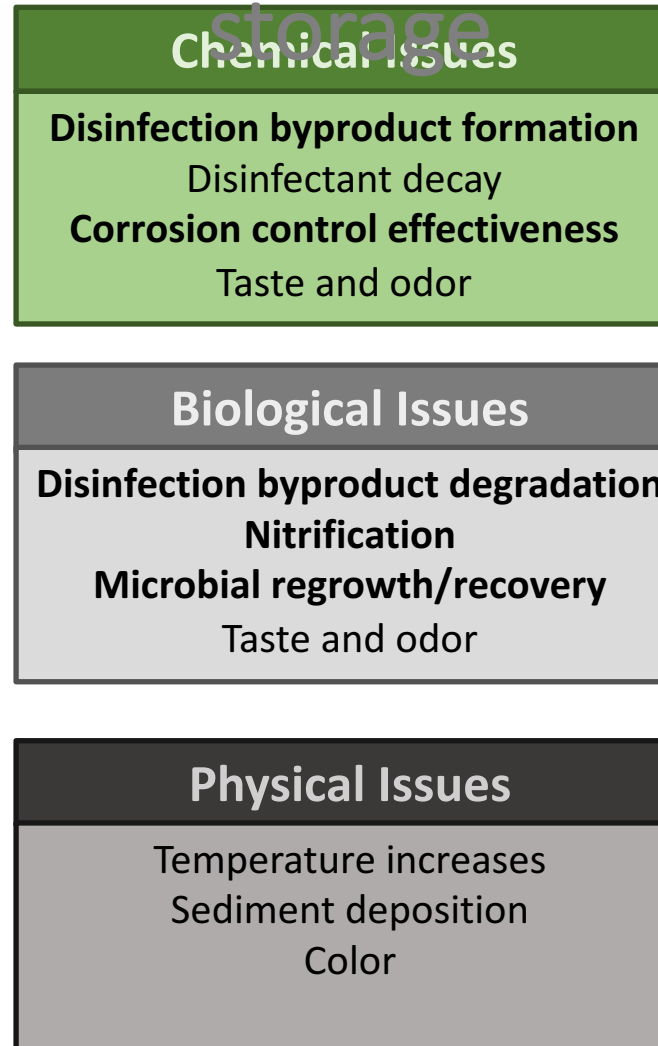 storage
Chemical Issues
Disinfection byproduct formation
Disinfectant decay
Corrosion control effectiveness
Taste and odor
Biological Issues
Disinfection byproduct degradation
Nitrification
Microbial regrowth/recovery
Taste and odor
Physical Issues
Temperature increases
Sediment deposition
Color